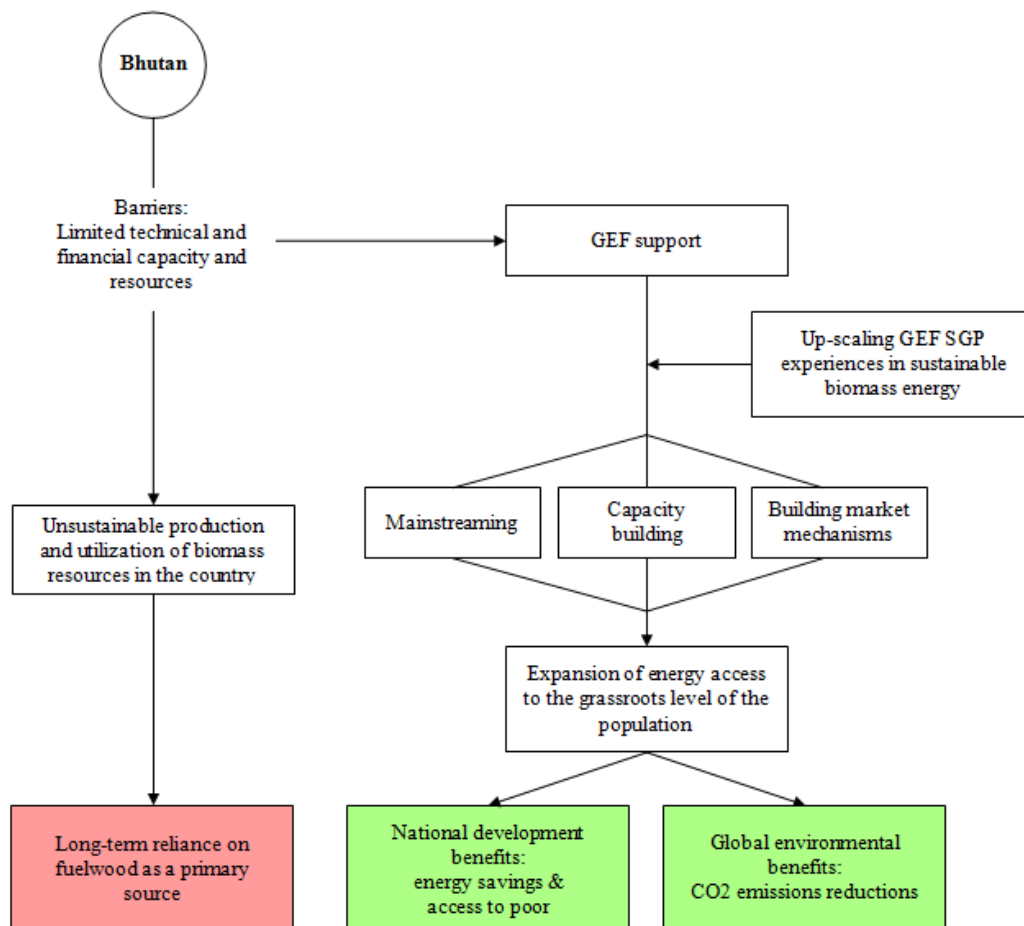 Bhutan
Barriers:
Limited technical and
financial capacity and
resources
GEF support
Up-scaling GEF SGP
experiences in sustainable
biomass energy
Mainstreaming
Capacity
building
Building market
mechanisms
Unsustainable production
and utilization of biomass
resources in the country
Expansion of energy access
to the grassroots level of the
population
Long-term reliance on
fuelwood as a primary
source
National development
benefits:
energy savings &
access to poor
Global environmental
benefits:
CO2 emissions reductions